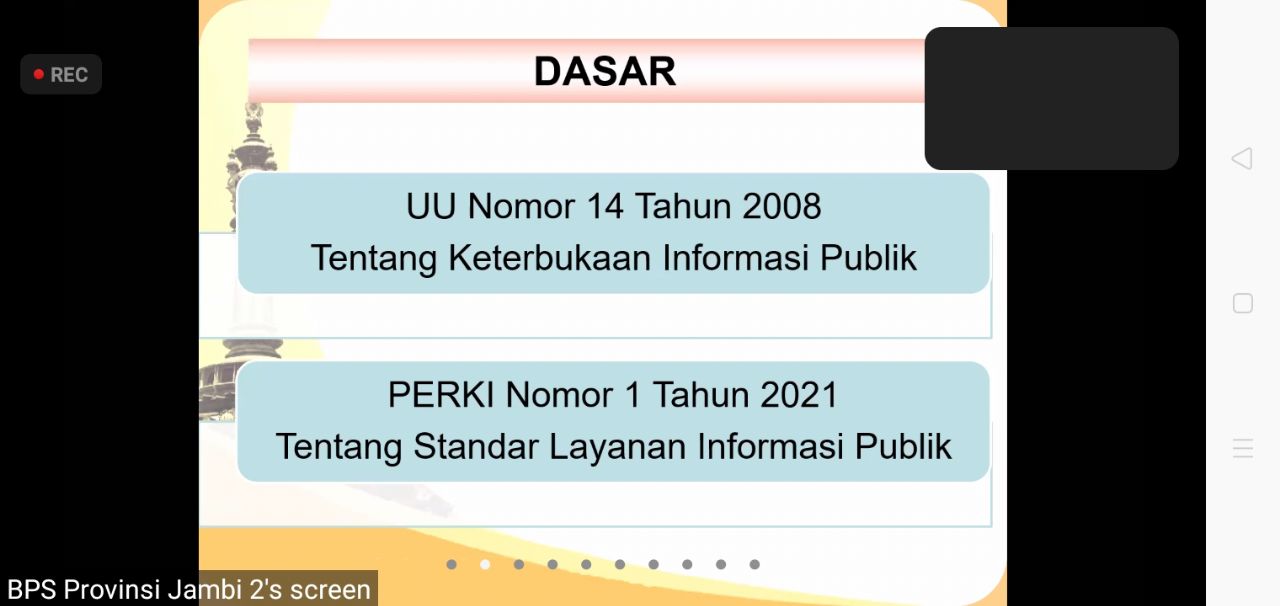 REC
DASAR
UU Nomor 14 Tahun 2008
Tentang Keterbukaan Informasi Publik
PERKI Nomor 1 Tahun 2021
Tentang Standar Layanan Informasi Publik
BPS Provinsi Jambi 2's screen